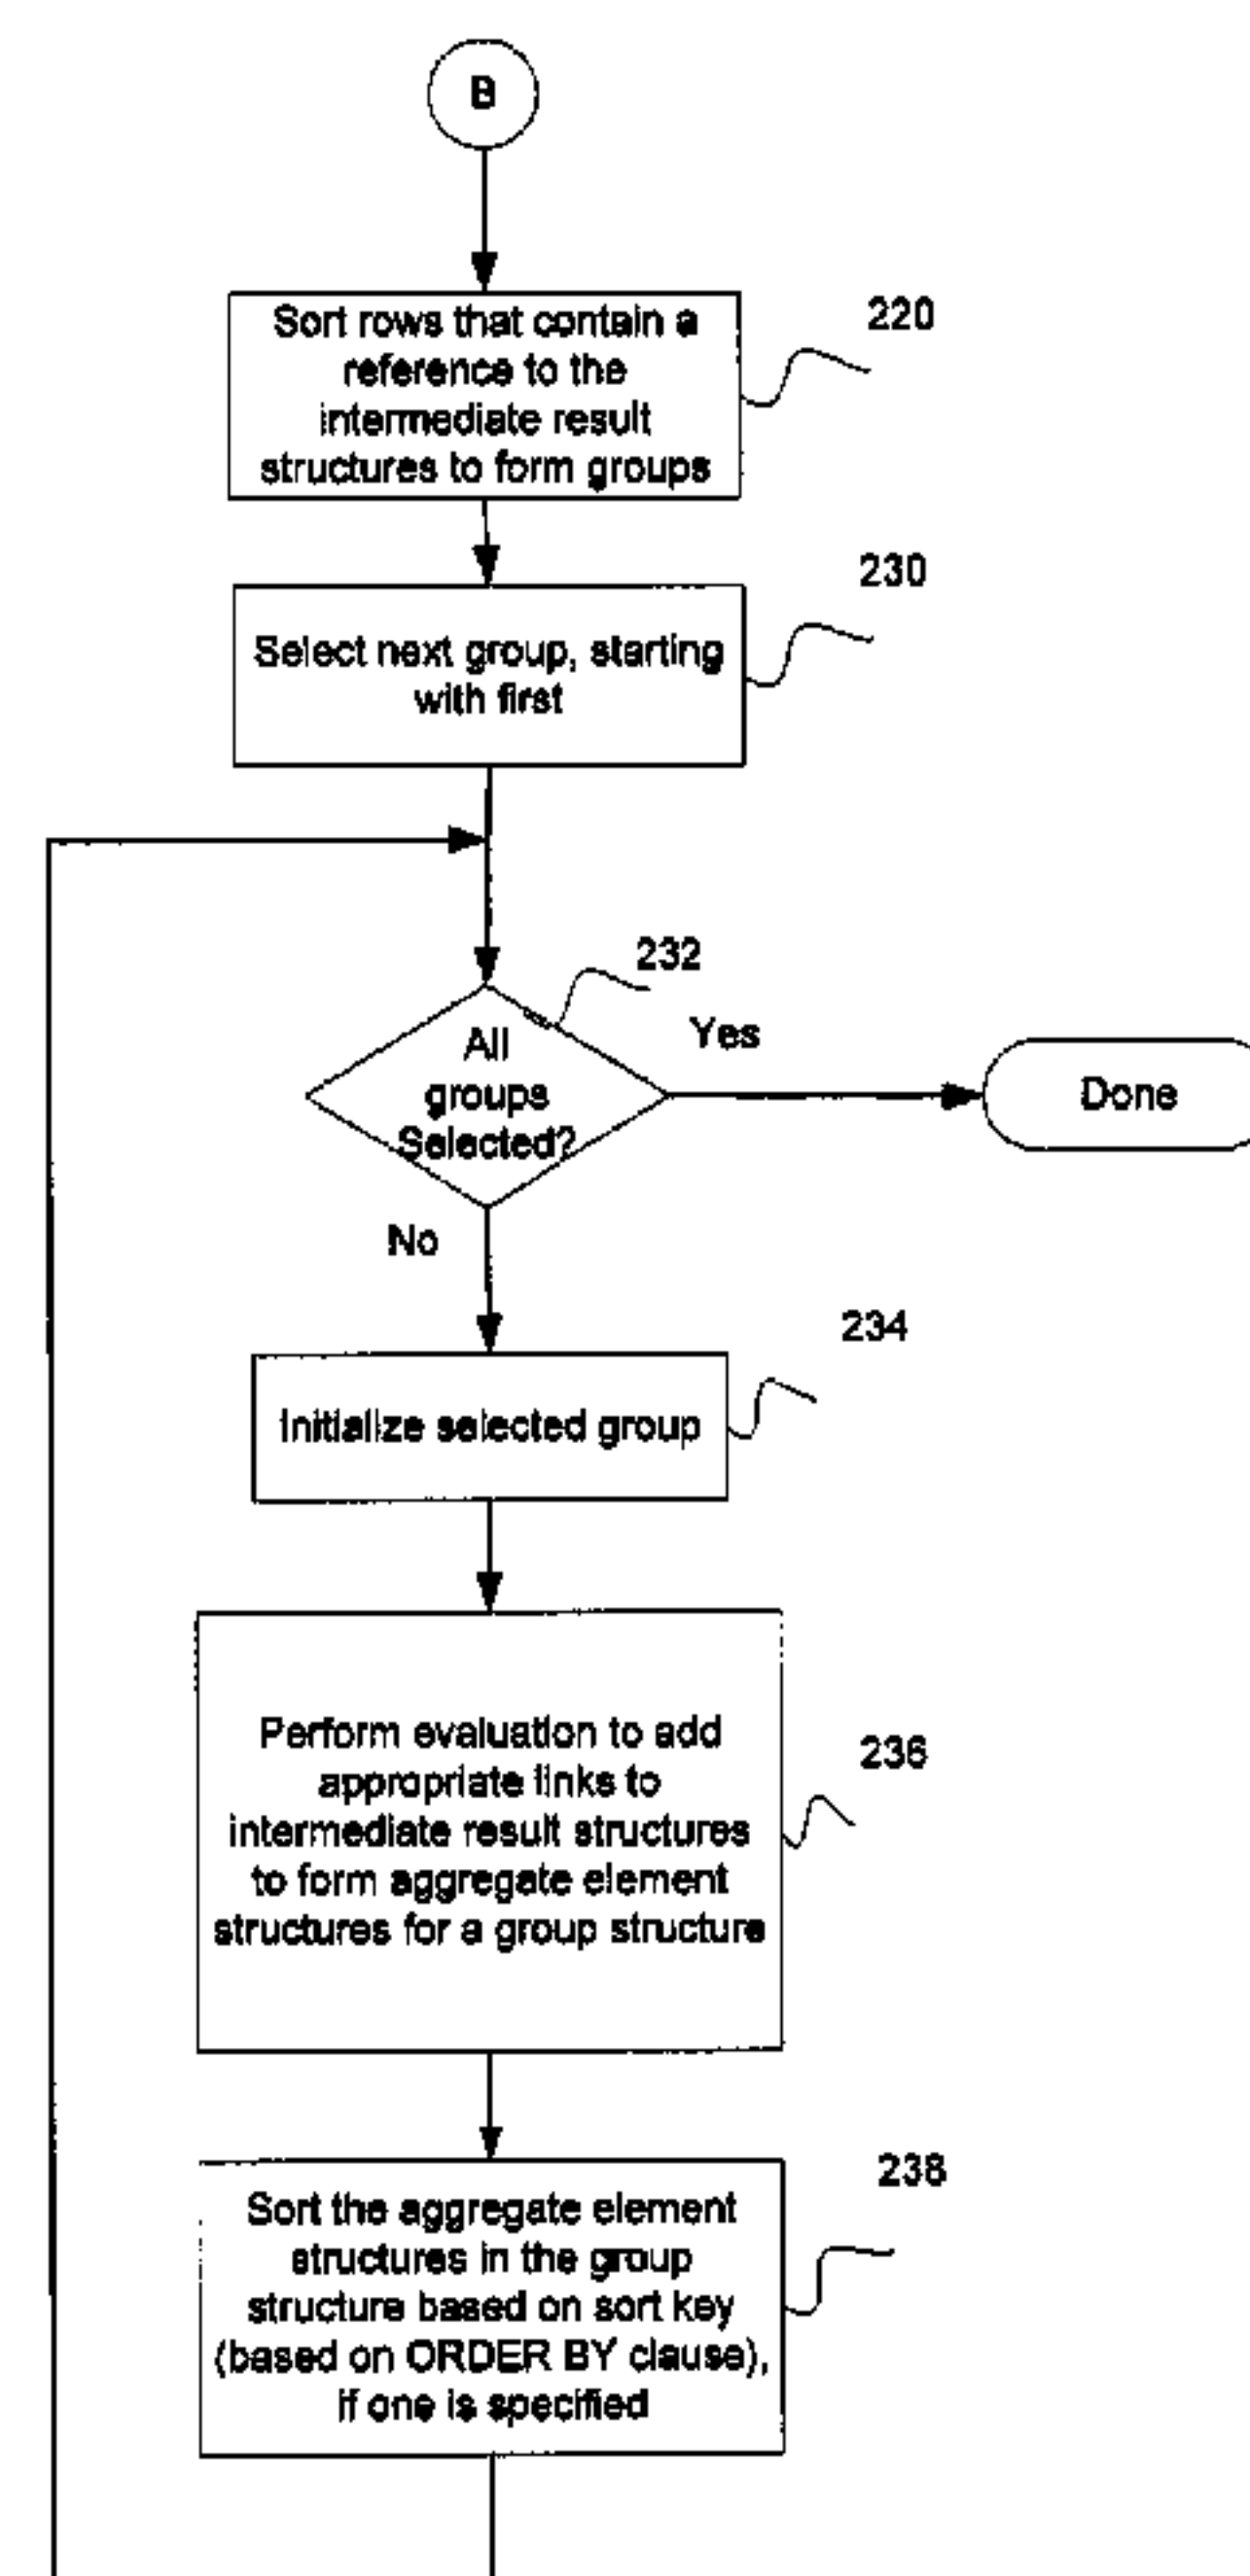 B
Sort rows that contain a
reference to the
intermediate result
structures to form groups
220
Select next group, starting
with first
230
232
All
groups
Selected?
Yes
Done
No
234
Initialize selected group
Perform evaluation to add
appropriate links to
intermediate result structures
to form aggregate element
structures for a group structure
236
Sort the aggregate element
structures in the group
structure based on sort key
(based on ORDER BY clause),
if one is specified
238